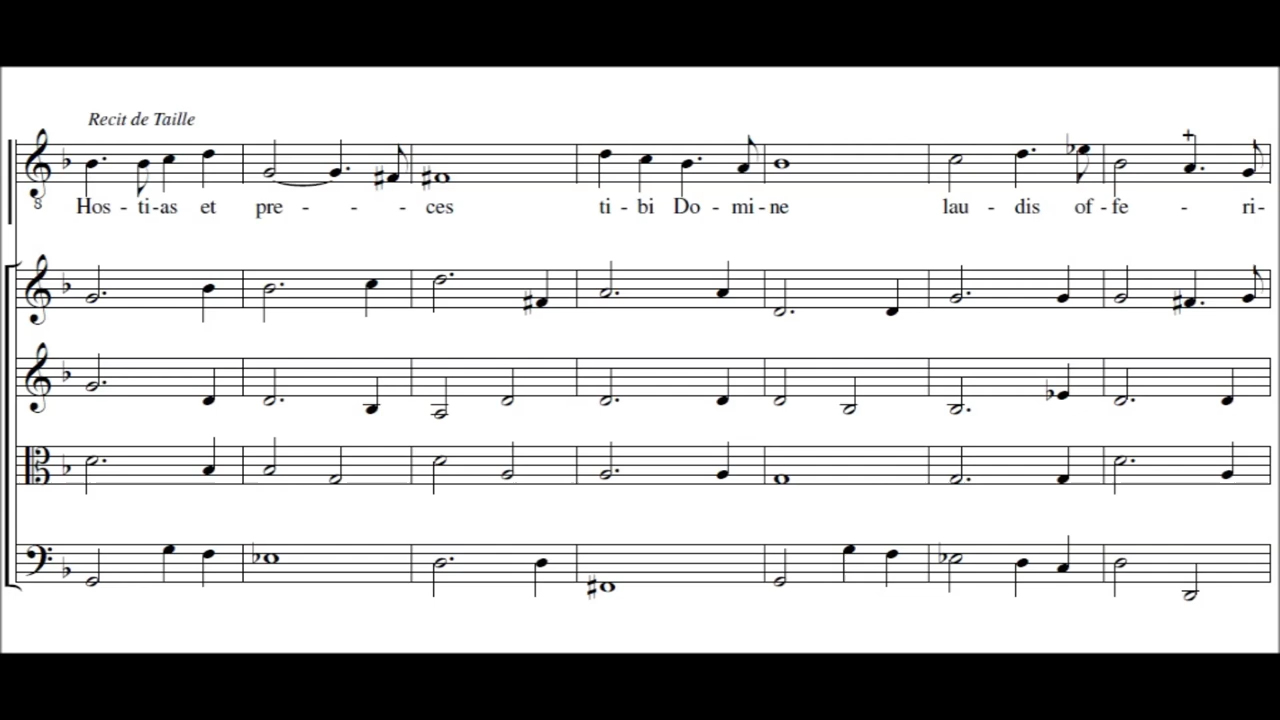 Recit de Taille
8
Hos - ti-as et pre - - - ces ti - bi Do - mi - ne lau - dis of - fe - ri-